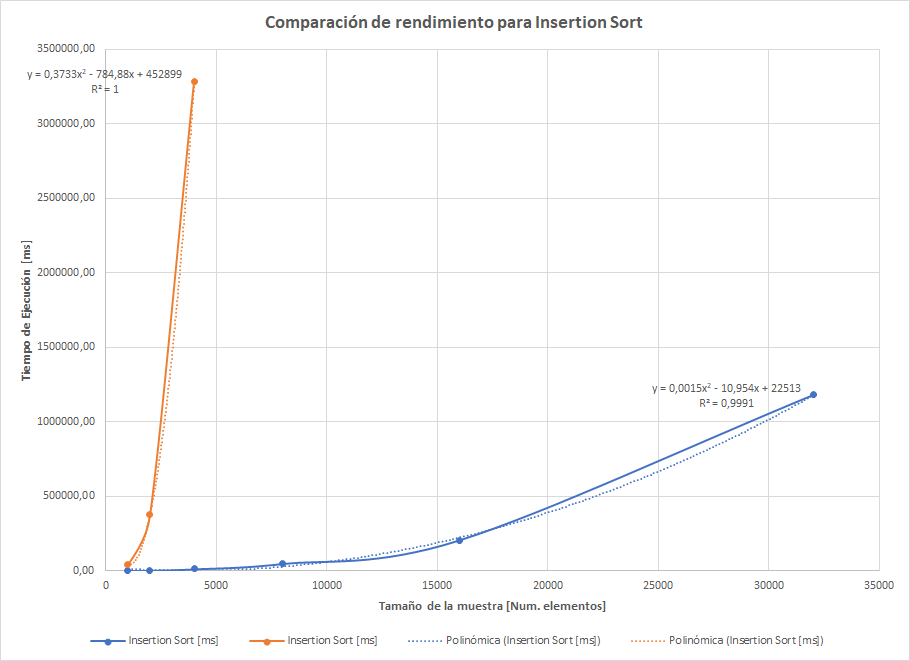 Comparación de rendimiento para Insertion Sort
3500000,00
y = 0,3733x² - 784,88x + 452899
R² = 1
3000000,00
2500000,00
2000000,00
1500000,00
1000000,00
500000,00
0,00
Tiempo de Ejecución [ms]
y = 0,0015x² - 10,954x + 22513
R² = 0,9991
0 5000 10000 15000 20000 25000 30000 35000
Tamaño de la muestra [Num. elementos]
Insertion Sort [ms] Insertion Sort [ms] Polinómica (Insertion Sort [ms]) Polinómica (Insertion Sort [ms])